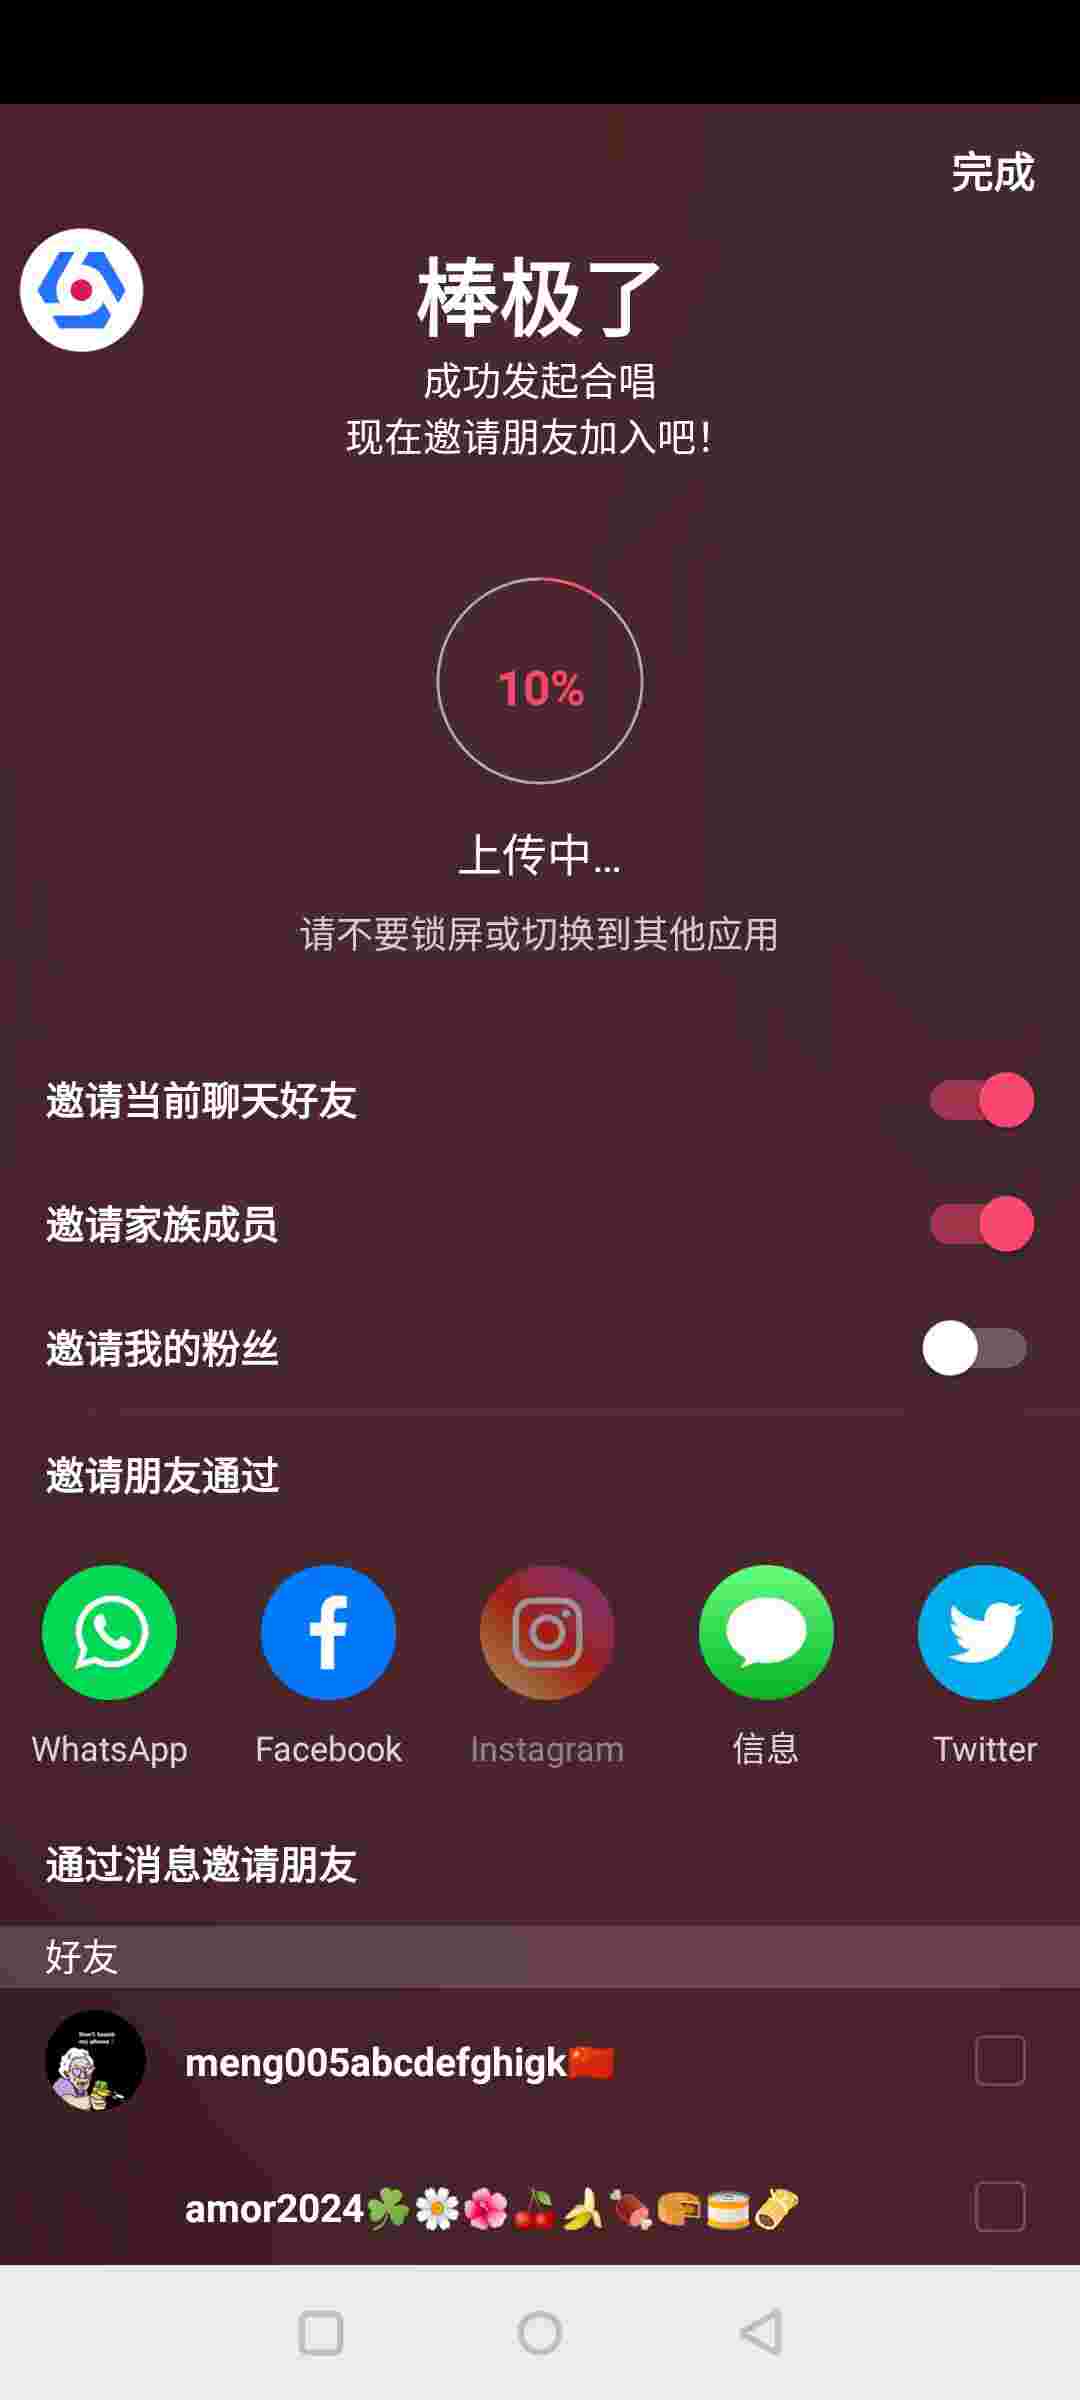 完成
棒极了
成功发起合唱
现在邀请朋友加入吧!
10%
上传中...
请不要锁屏或切换到其他应用
邀请当前聊天好友
邀请家族成员
邀请我的粉丝
邀请朋友通过
WhatsApp Facebook Instagram 信息 Twitter
通过消息邀请朋友
好友
Don't touch
my phone !
meng005abcdefghigk🇨🇳
amor2024☘️🌼🌺🍒🍌🍖🧀🥫🫔